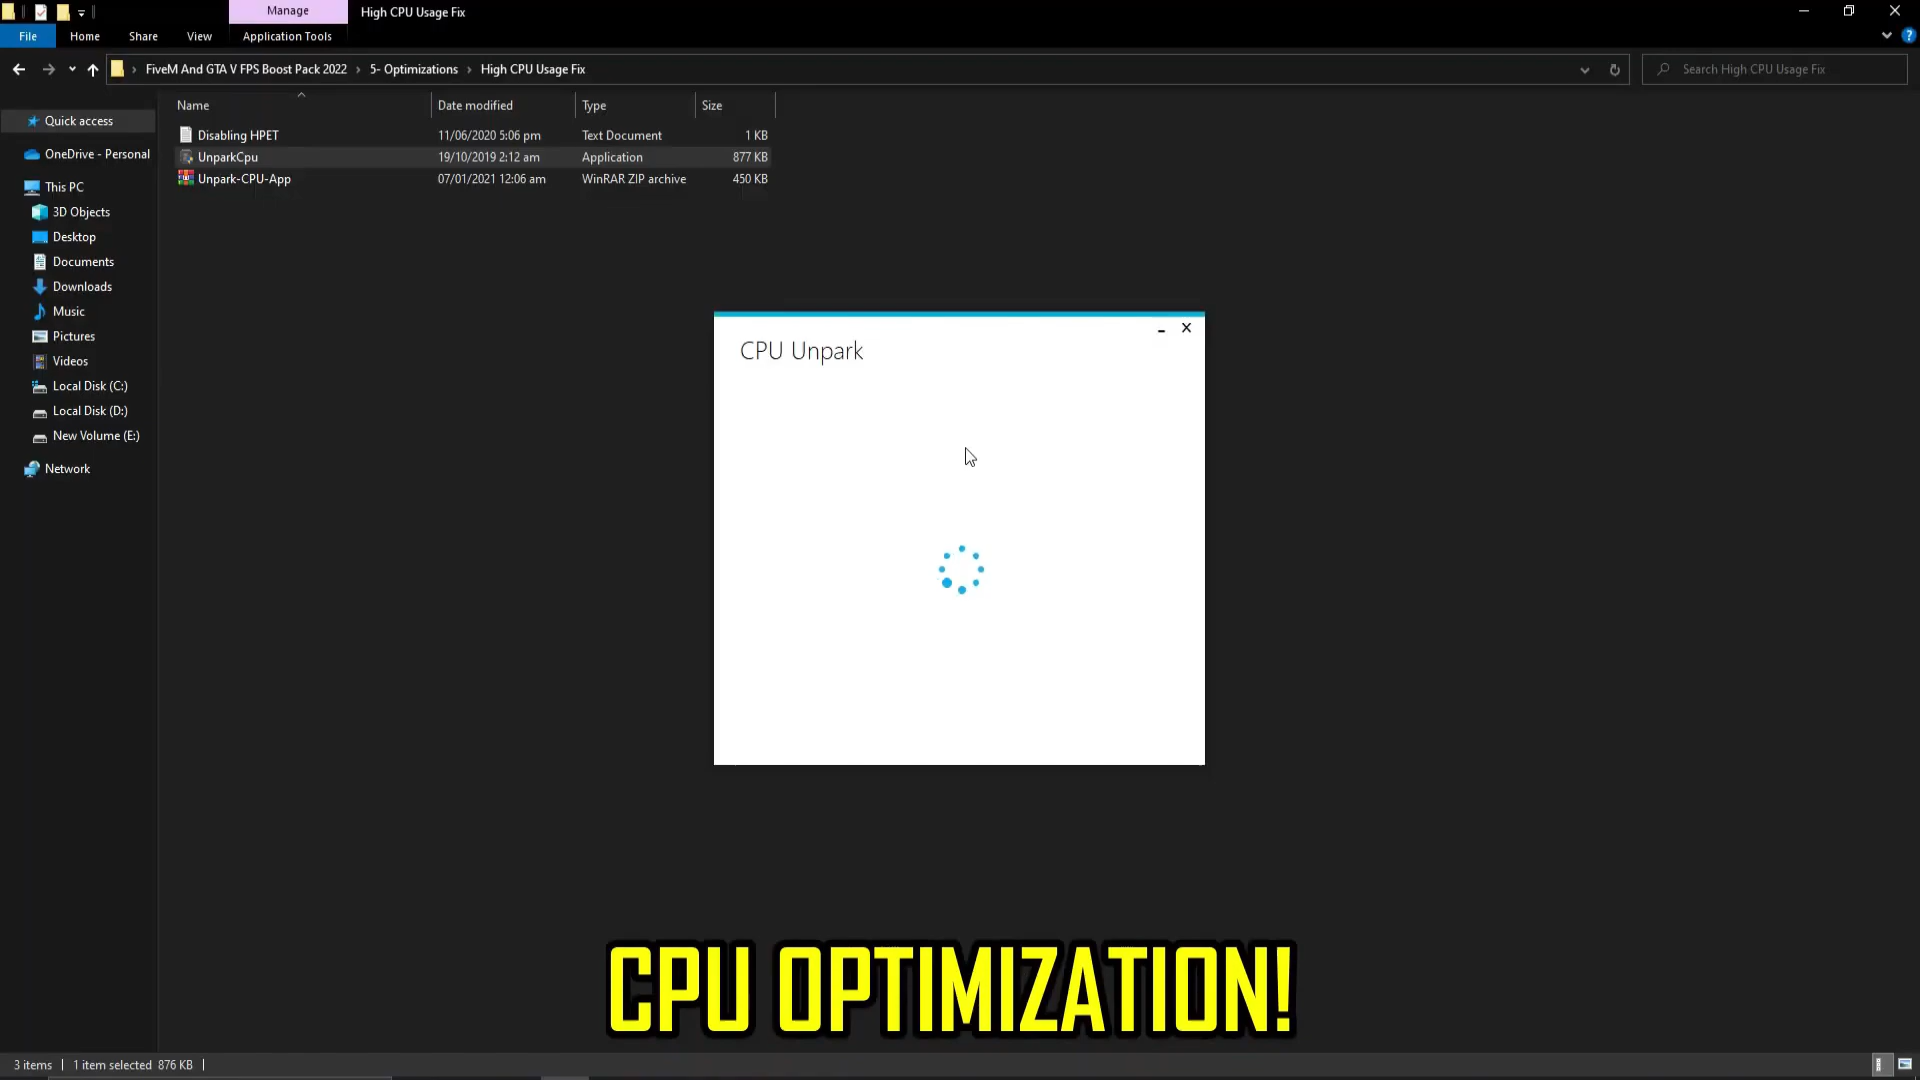 Manage
High CPU Usage Fix
File
Home
Share
View
Application Tools
FiveM And GTA V FPS Boost Pack 2022 > 5- Optimizations > High CPU Usage Fix
Search High CPU Usage Fix
Name
Date modified
Type
Size
Disabling HPET
11/06/2020 5:06 pm
Text Document
1 KB
UnparkCpu
19/10/2019 2:12 am
Application
877 KB
Unpark-CPU-App
07/01/2021 12:06 am
WinRAR ZIP archive
450 KB
Quick access
OneDrive - Personal
This PC
3D Objects
Desktop
Documents
Downloads
Music
Pictures
Videos
Local Disk (C:)
Local Disk (D:)
New Volume (E:)
Network
CPU Unpark
CPU OPTIMIZATION!
3 items
1 item selected 876 KB